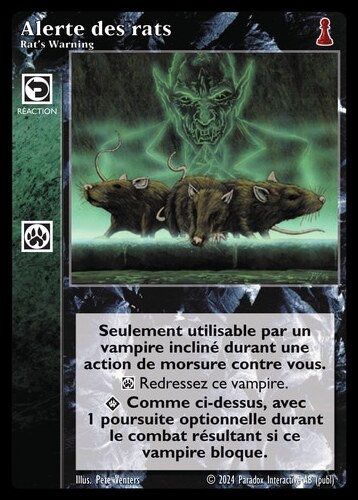 Alerte des rats
Rat's Warning
RÉACTION
Seulement utilisable par un
vampire incliné durant une
action de morsure contre vous.
Redressez ce vampire.
Comme ci-dessus, avec
1 poursuite optionnelle durant
le combat résultant si ce
vampire bloque.
Illus. Pete Venters
© 2024 Paradox Interactive AB (publ)